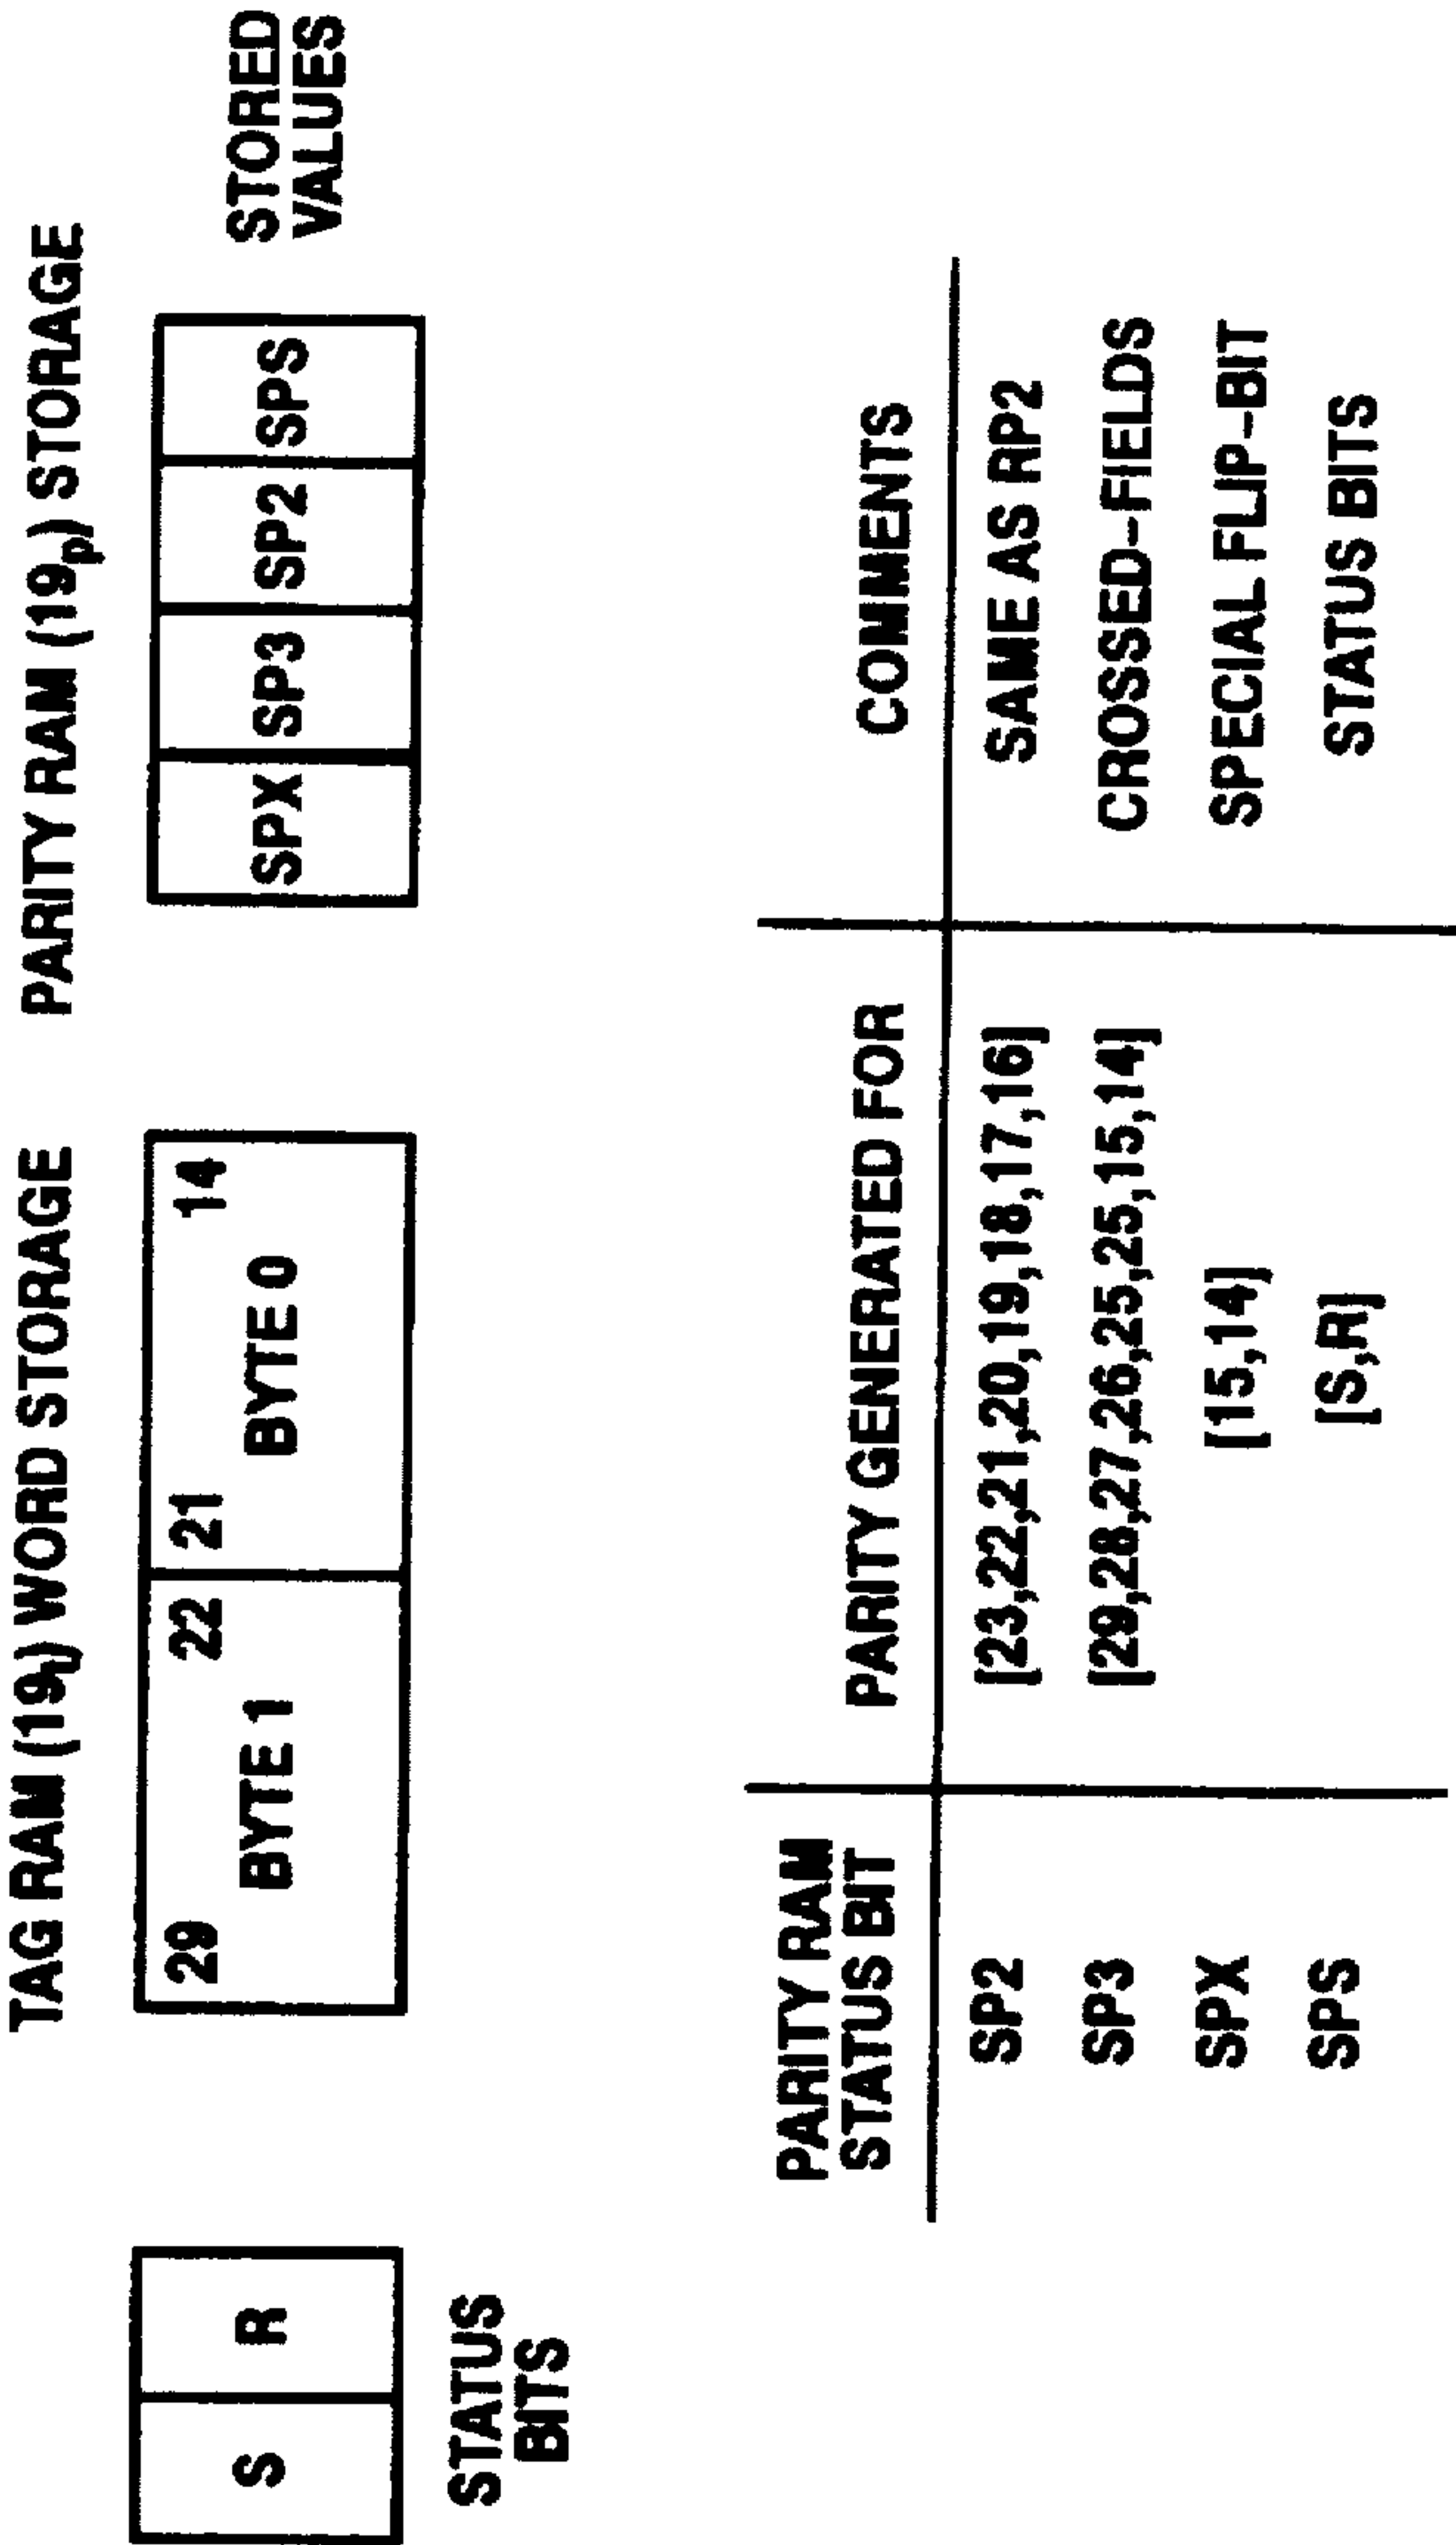 TAG RAM (19t) WORD STORAGE
PARITY RAM (19p) STORAGE
S
R
29
22
21
14
BYTE 1
BYTE 0
SPX
SP3
SP2
SPS
STORED
VALUES
STATUS
BITS
PARITY RAM
STATUS BIT
PARITY GENERATED FOR
COMMENTS
SP2
[23,22,21,20,19,18,17,16]
SAME AS RP2
SP3
[29,28,27,26,25,25,15,14]
CROSSED-FIELDS
SPX
[15,14]
SPECIAL FLIP-BIT
SPS
[S,R]
STATUS BITS